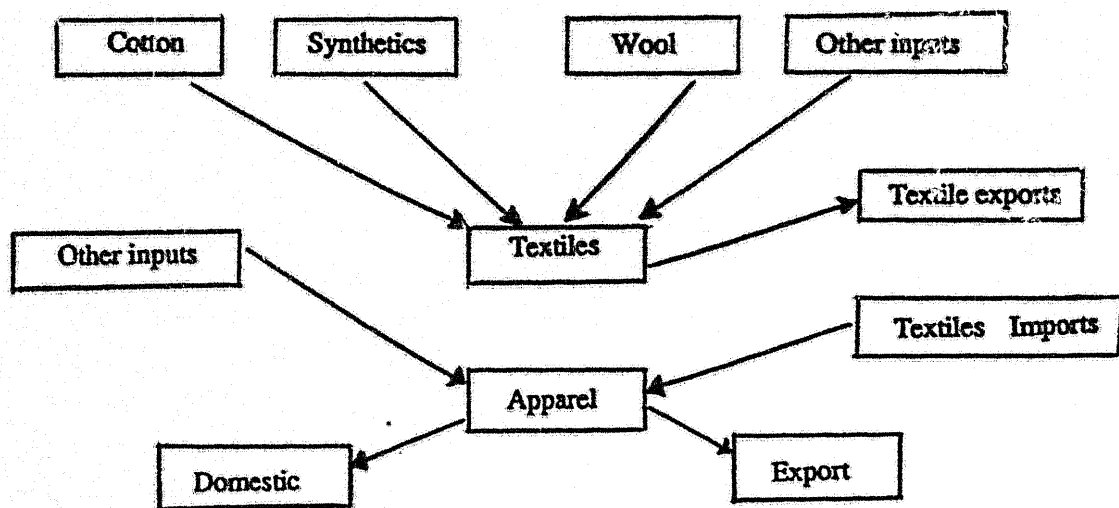 Cotton
Synthetics
Wool
Other inputs
Textile exports
Other inputs
Textiles
Textiles Imports
Apparel
Domestic
Export